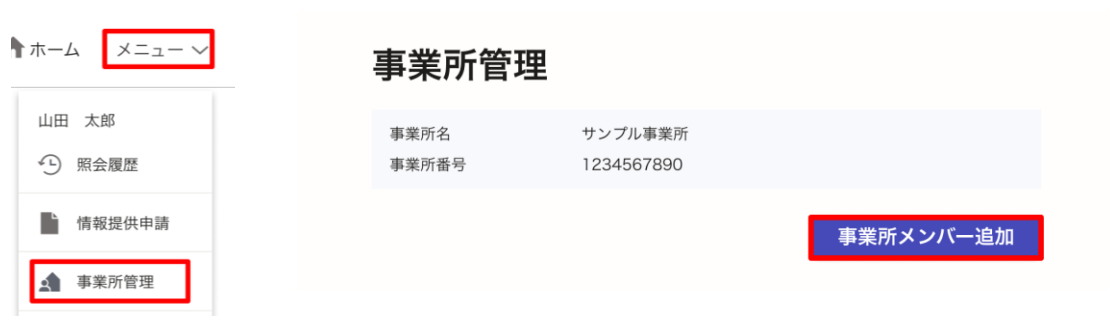 ホーム メニュー
山田 太郎
照会履歴
情報提供申請
事業所管理
事業所管理
事業所名 サンプル事業所
事業所番号 1234567890
事業所メンバー追加